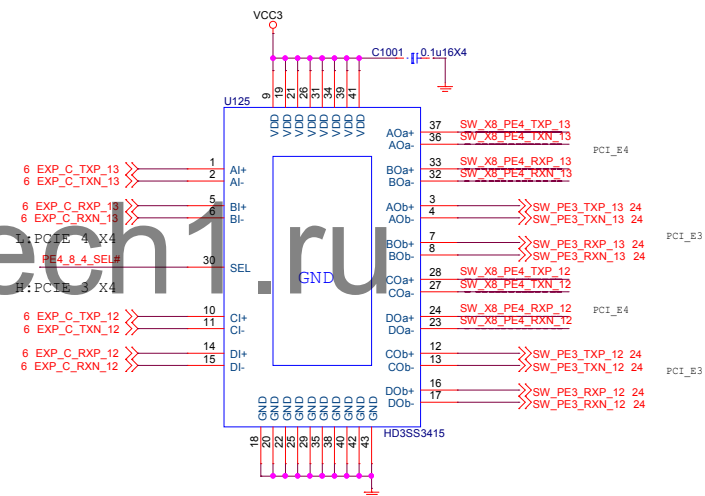 VCC3
C1001 0.1u16X4
U125
9 19 21 26 31 34 39 41
VDD VDD VDD VDD VDD VDD VDD VDD
6 EXP_C_TXP_13 1 AI+
6 EXP_C_TXN_13 2 AI-
6 EXP_C_RXP_13 5 BI+
6 EXP_C_RXN_13 6 BI-
L:PCIE 4 X4
PE4_8_4_SEL# 30 SEL
H:PCIE 3 X4
6 EXP_C_TXP_12 10 CI+
6 EXP_C_TXN_12 11 CI-
6 EXP_C_RXP_12 14 DI+
6 EXP_C_RXN_12 15 DI-
GND
AOa+ 37 SW_X8_PE4_TXP_13
AOa- 36 SW_X8_PE4_TXN_13
PCI_E4
BOa+ 33 SW_X8_PE4_RXP_13
BOa- 32 SW_X8_PE4_RXN_13
AOb+ 3 SW_PE3_TXP_13 24
AOb- 4 SW_PE3_TXN_13 24
PCI_E3
BOb+ 7 SW_PE3_RXP_13 24
BOb- 8 SW_PE3_RXN_13 24
COa+ 28 SW_X8_PE4_TXP_12
COa- 27 SW_X8_PE4_TXN_12
PCI_E4
DOa+ 24 SW_X8_PE4_RXP_12
DOa- 23 SW_X8_PE4_RXN_12
COb+ 12 SW_PE3_TXP_12 24
COb- 13 SW_PE3_TXN_12 24
PCI_E3
DOb+ 16 SW_PE3_RXP_12 24
DOb- 17 SW_PE3_RXN_12 24
GND GND GND GND GND GND GND GND GND GND
18 20 22 25 29 35 38 40 42 43
HD3SS3415
ech1.ru